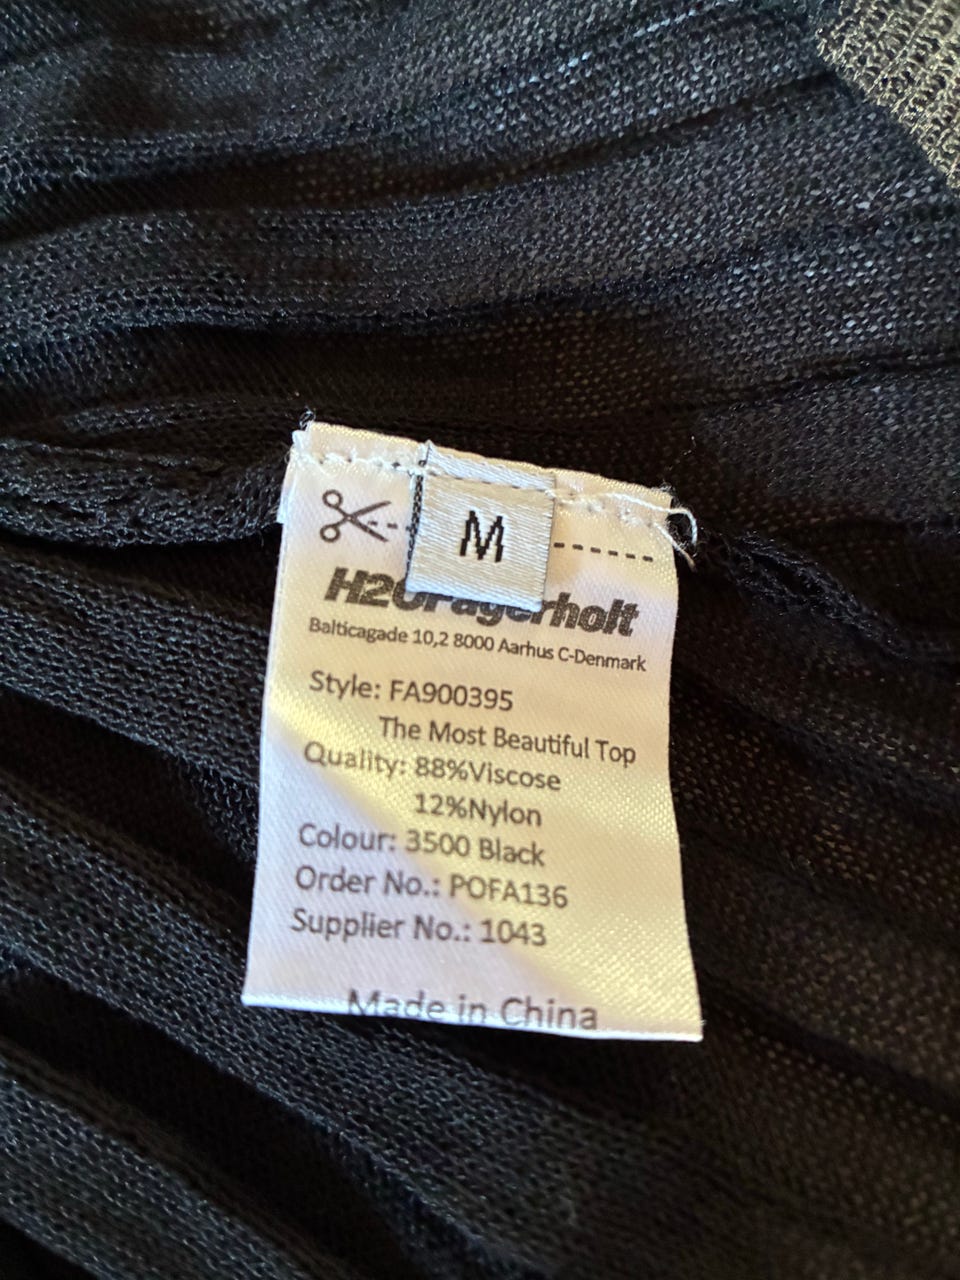 M
H2OFagerholt
Balticagade 10,2 8000 Aarhus C-Denmark
Style: FA900395
The Most Beautiful Top
Quality: 88%Viscose
12%Nylon
Colour: 3500 Black
Order No.: POFA136
Supplier No.: 1043
Made in China